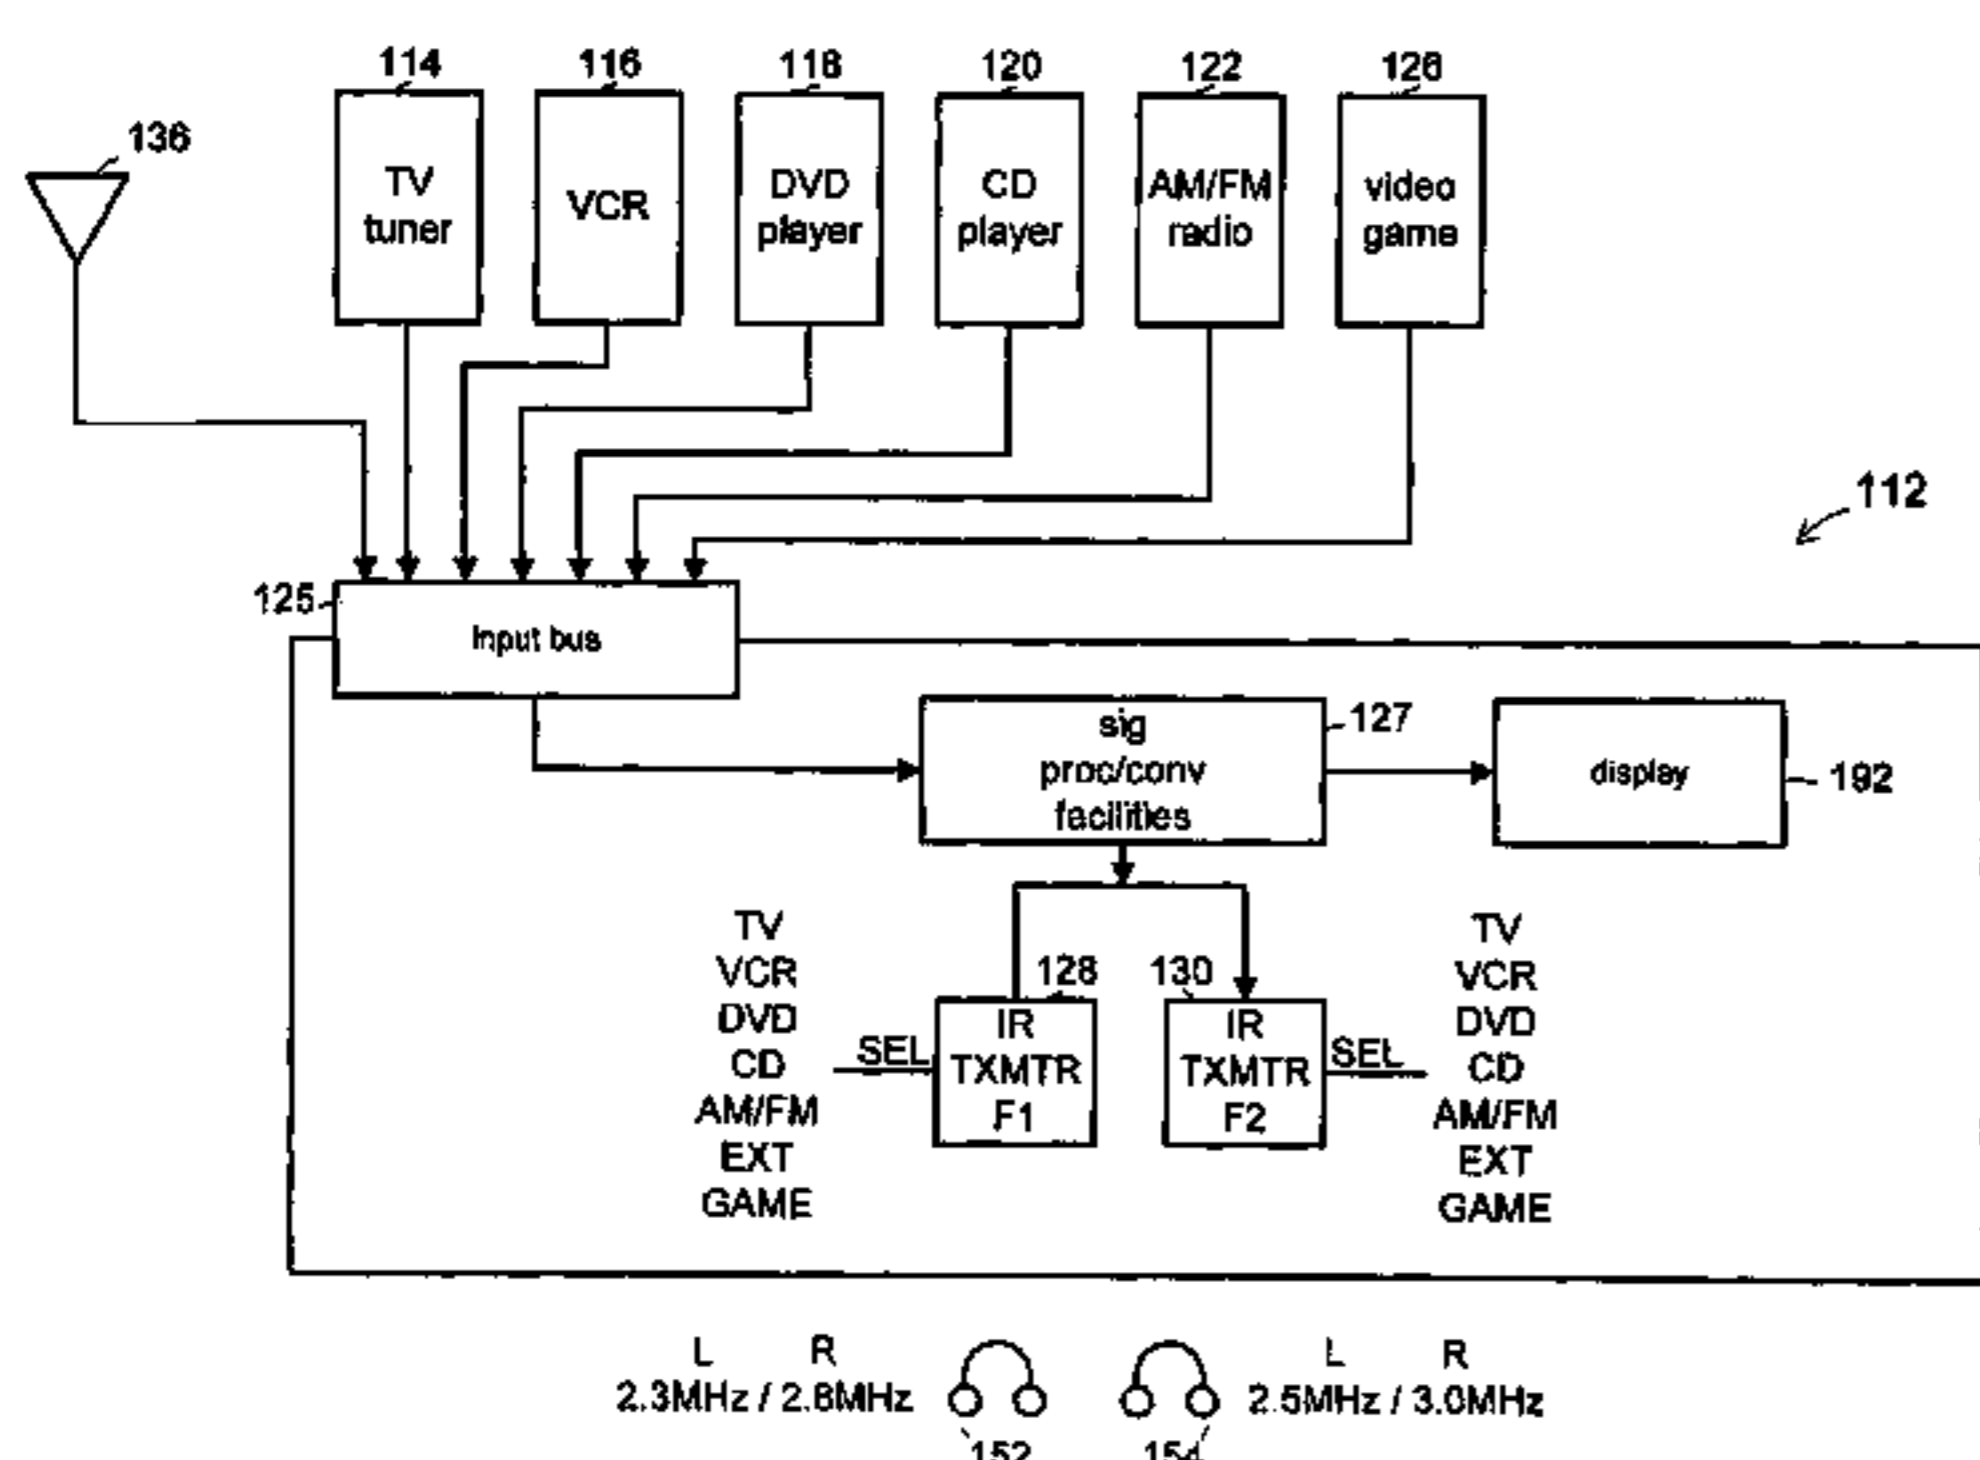 114 116 118 120 122 126
136
TV tuner
VCR
DVD player
CD player
AM/FM radio
video game
112
125
input bus
sig
proc/conv
facilities
127
display
192
128
130
TV
VCR
DVD
CD
AM/FM
EXT
GAME
SEL
IR
TXMTR
F1
IR
TXMTR
F2
SEL
TV
VCR
DVD
CD
AM/FM
EXT
GAME
L R
2.3MHz / 2.8MHz
L R
2.5MHz / 3.0MHz
152
154